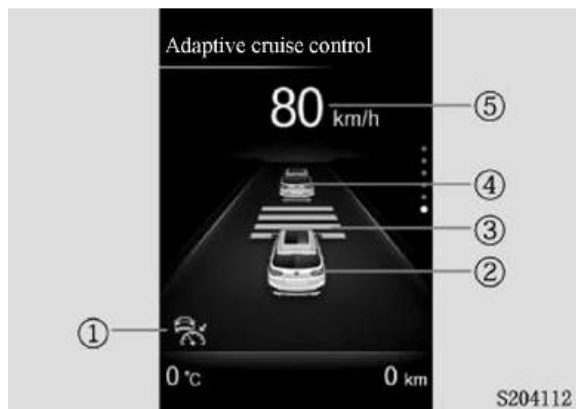 Adaptive cruise control
80 km/h
⑤
④
③
②
①
0 °C
0 km
S204112